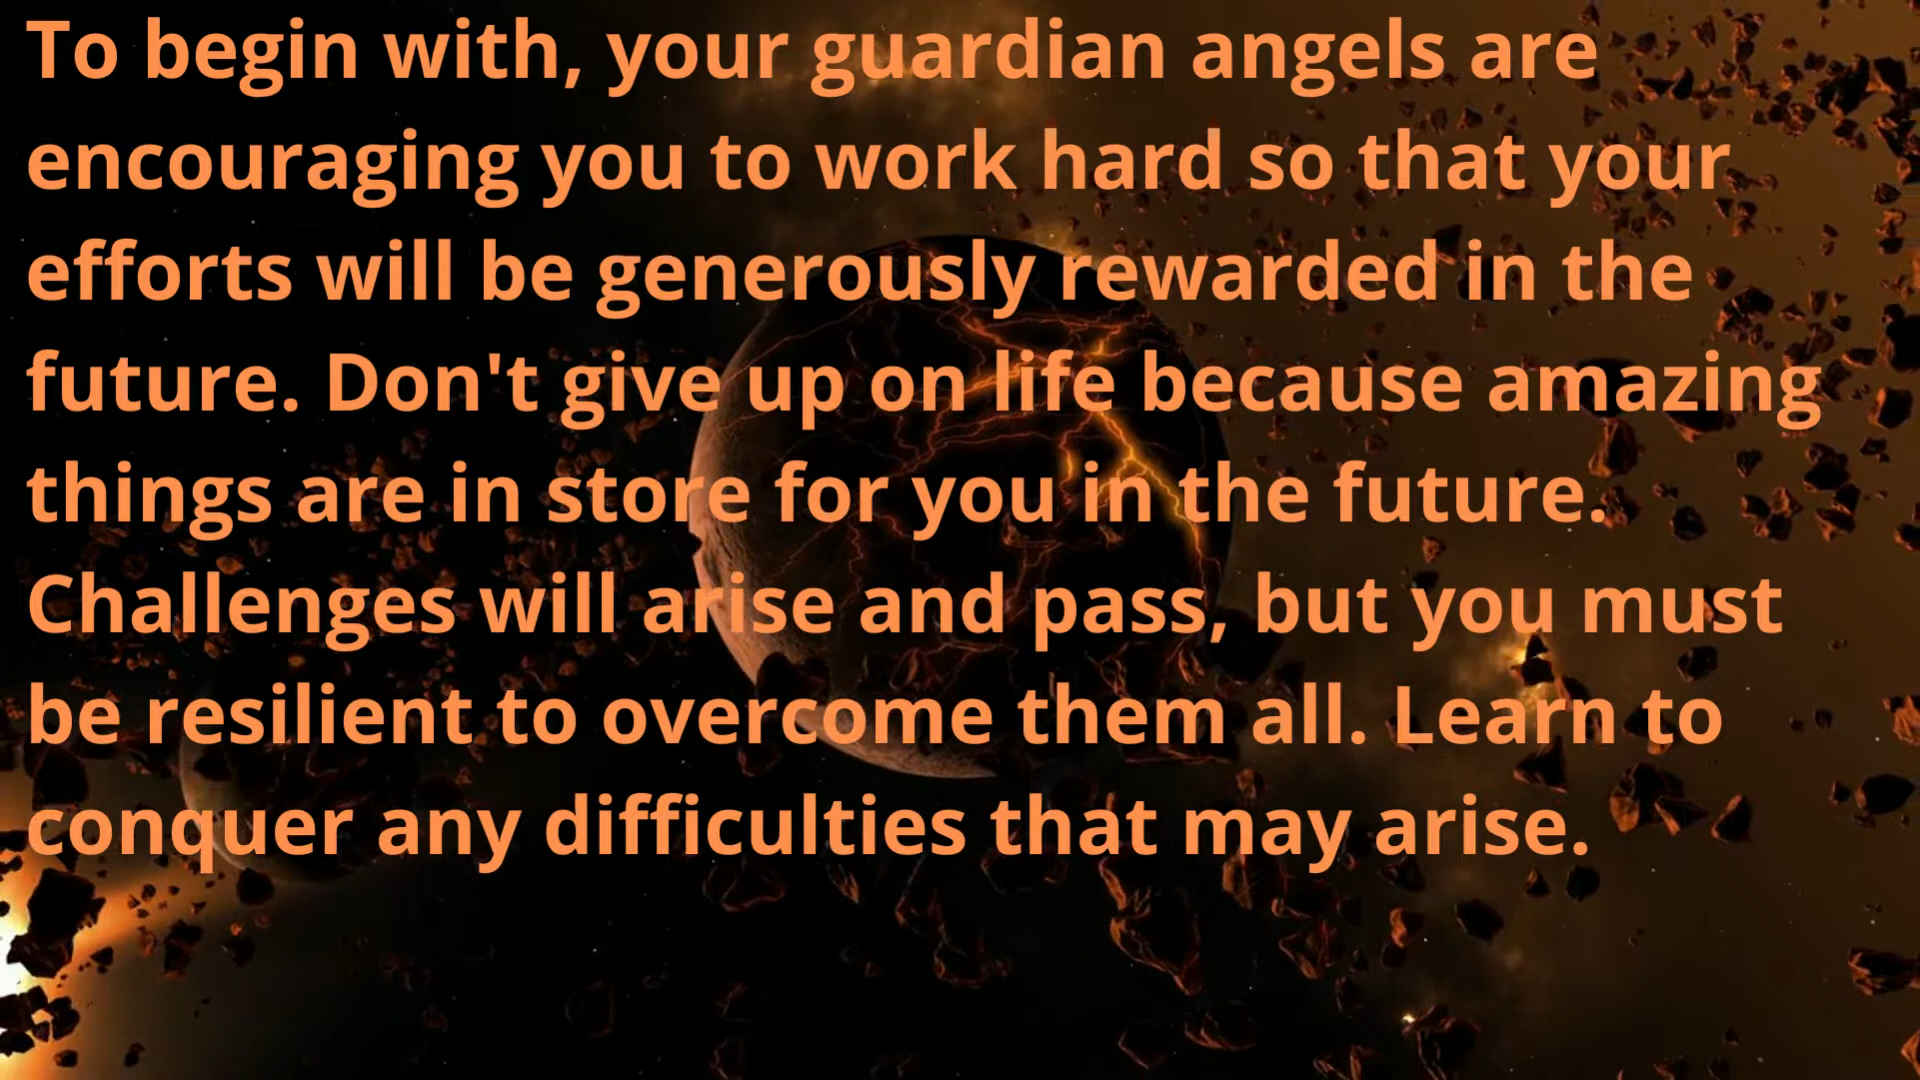 To begin with, your guardian angels are
encouraging you to work hard so that your
efforts will be generously rewarded in the
future. Don't give up on life because amazing
things are in store for you in the future.
Challenges will arise and pass, but you must
be resilient to overcome them all. Learn to
conquer any difficulties that may arise.